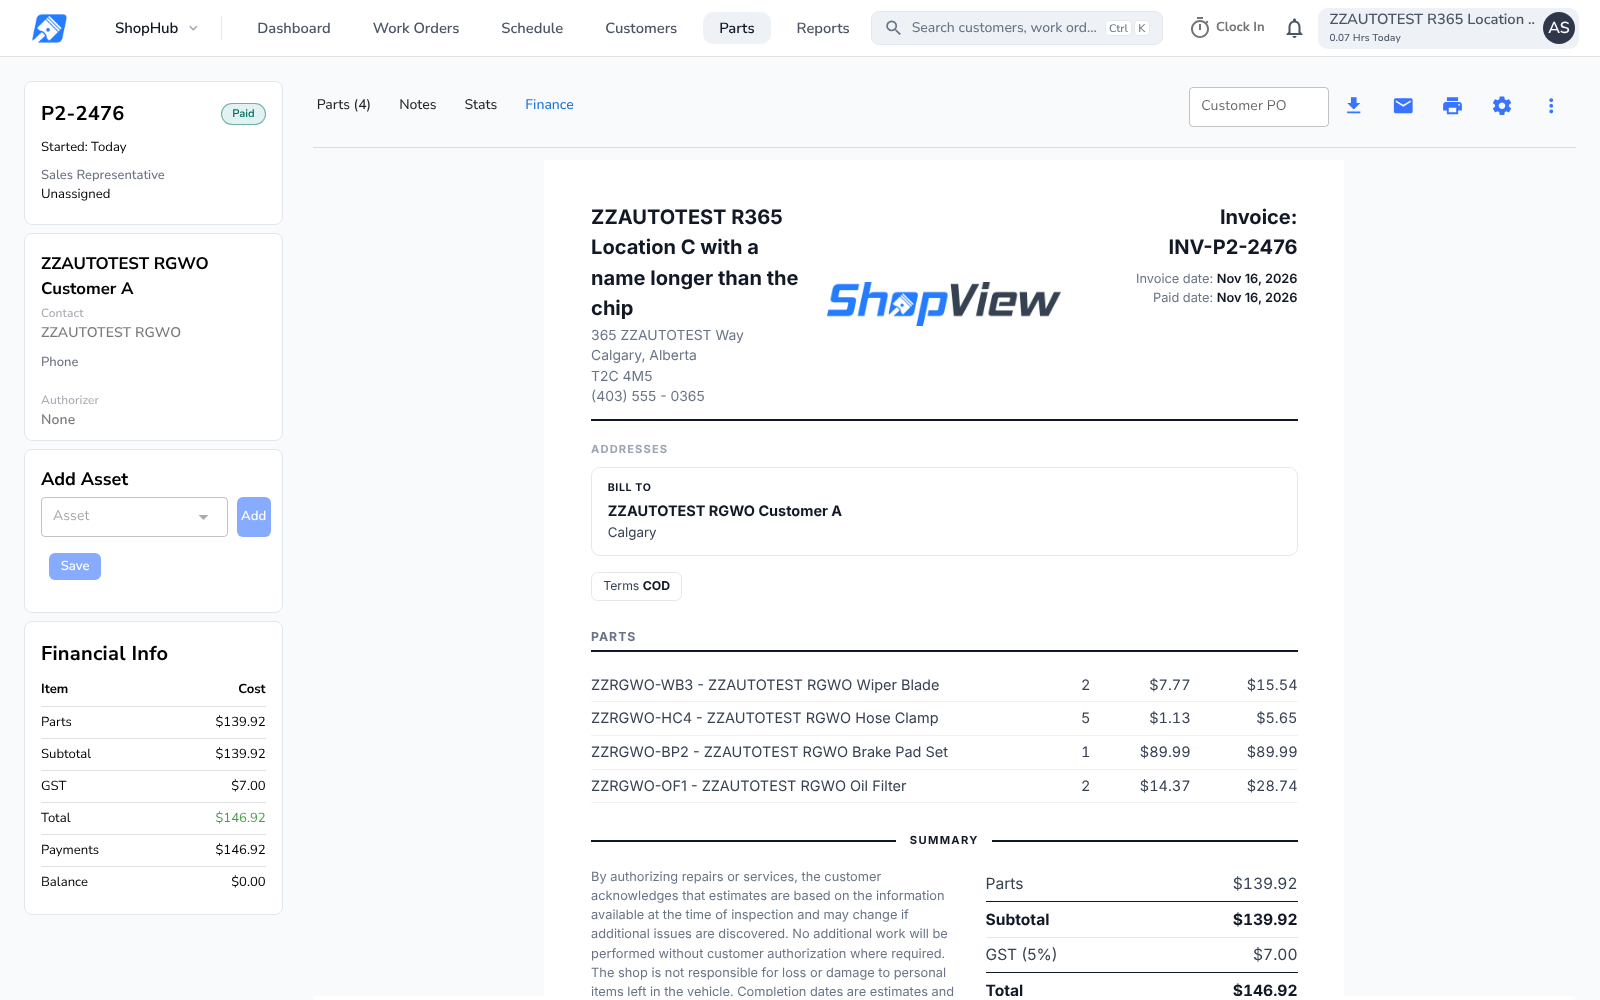 ShopHub
Dashboard
Work Orders
Schedule
Customers
Parts
Reports
Search customers, work ord...
Ctrl
K
Clock In
ZZAUTOTEST R365 Location ..
0.07 Hrs Today
AS
P2-2476
Paid
Started: Today
Sales Representative
Unassigned
ZZAUTOTEST RGWO
Customer A
Contact
ZZAUTOTEST RGWO
Phone
Authorizer
None
Add Asset
Asset
Add
Save
Financial Info
Item Cost
Parts $139.92
Subtotal $139.92
GST $7.00
Total $146.92
Payments $146.92
Balance $0.00
Parts (4)
Notes
Stats
Finance
Customer PO
ZZAUTOTEST R365
Location C with a
name longer than the
chip
365 ZZAUTOTEST Way
Calgary, Alberta
T2C 4M5
(403) 555 - 0365
ShopView
Invoice:
INV-P2-2476
Invoice date: Nov 16, 2026
Paid date: Nov 16, 2026
ADDRESSES
BILL TO
ZZAUTOTEST RGWO Customer A
Calgary
Terms COD
PARTS
ZZRGWO-WB3 - ZZAUTOTEST RGWO Wiper Blade 2 $7.77 $15.54
ZZRGWO-HC4 - ZZAUTOTEST RGWO Hose Clamp 5 $1.13 $5.65
ZZRGWO-BP2 - ZZAUTOTEST RGWO Brake Pad Set 1 $89.99 $89.99
ZZRGWO-OF1 - ZZAUTOTEST RGWO Oil Filter 2 $14.37 $28.74
SUMMARY
By authorizing repairs or services, the customer
acknowledges that estimates are based on the information
available at the time of inspection and may change if
additional issues are discovered. No additional work will be
performed without customer authorization where required.
The shop is not responsible for loss or damage to personal
items left in the vehicle. Completion dates are estimates and
Parts $139.92
Subtotal $139.92
GST (5%) $7.00
Total $146.92